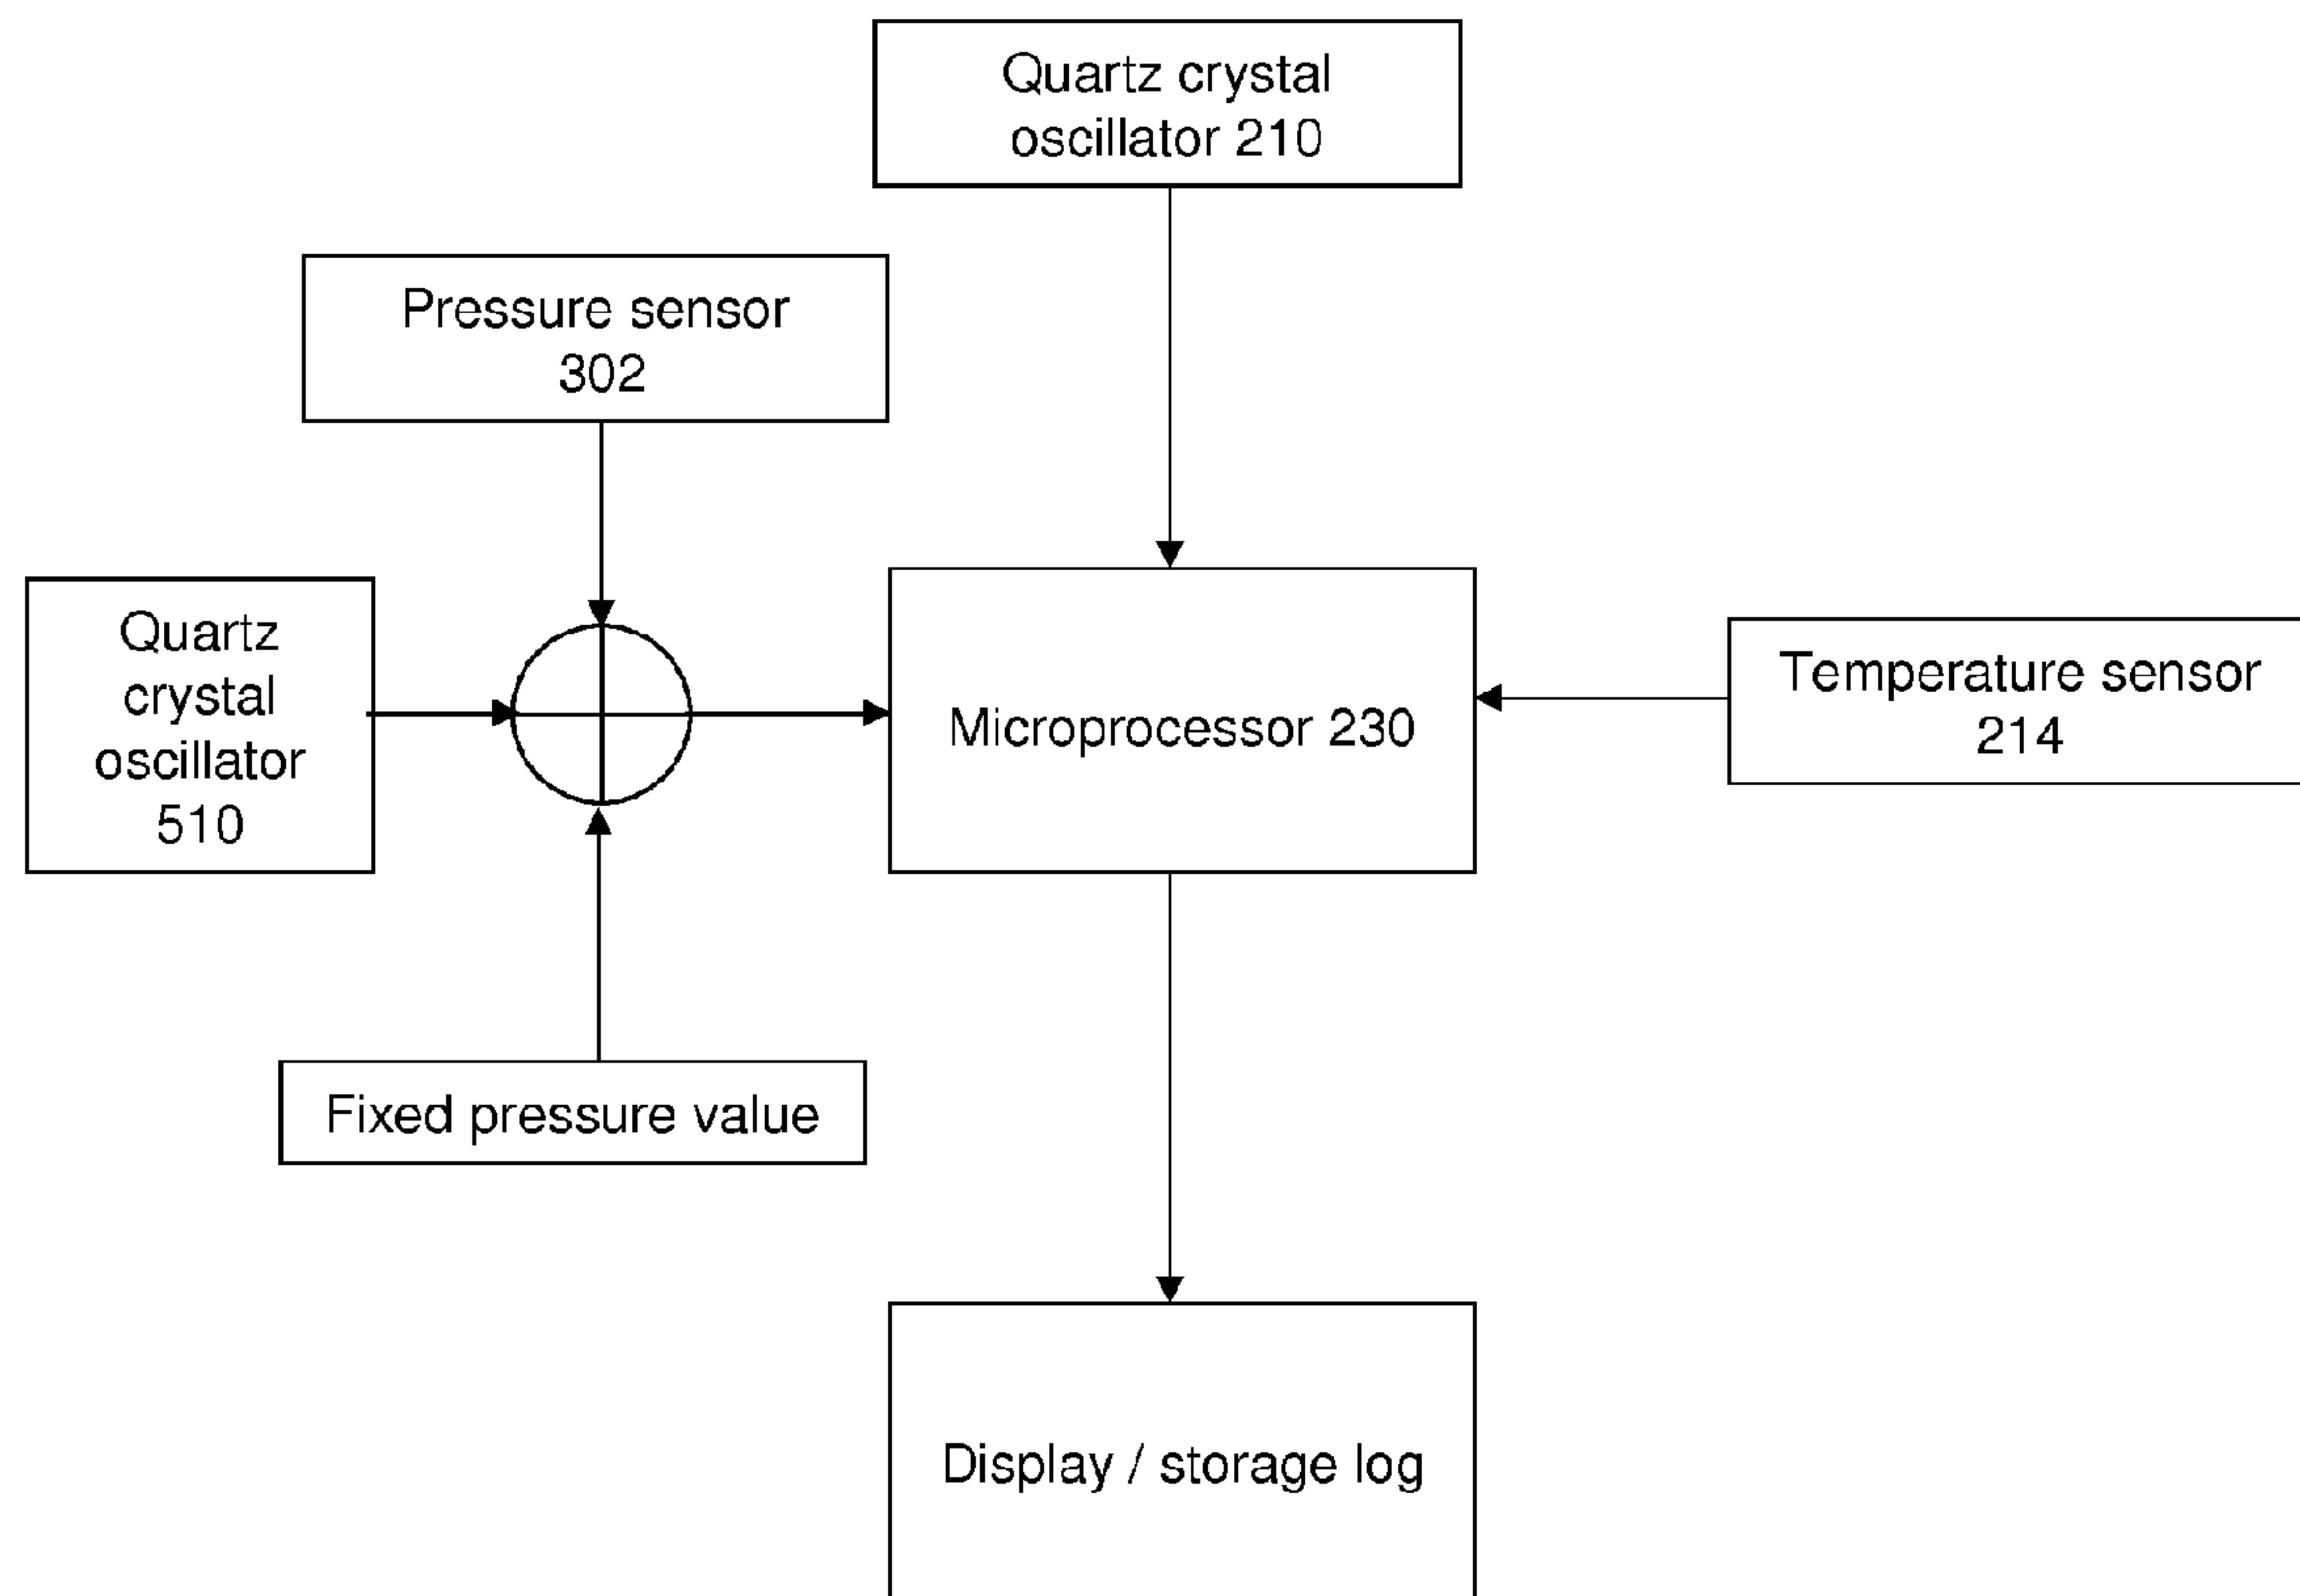 Quartz crystal
oscillator 210
Pressure sensor
302
Quartz
crystal
oscillator
510
Microprocessor 230
Temperature sensor
214
Fixed pressure value
Display / storage log